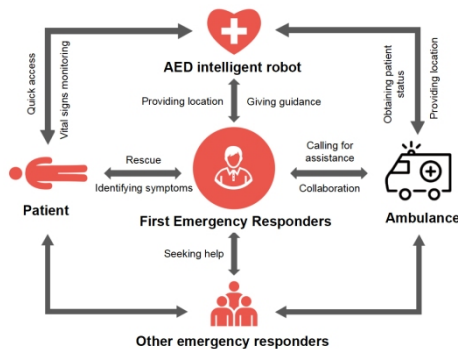 AED intelligent robot
Quick access
Vital signs monitoring
Obtaining patient
status
Providing location
Providing location
Giving guidance
Rescue
Identifying symptoms
Calling for
assistance
Collaboration
Patient
First Emergency Responders
Ambulance
Seeking help
Other emergency responders